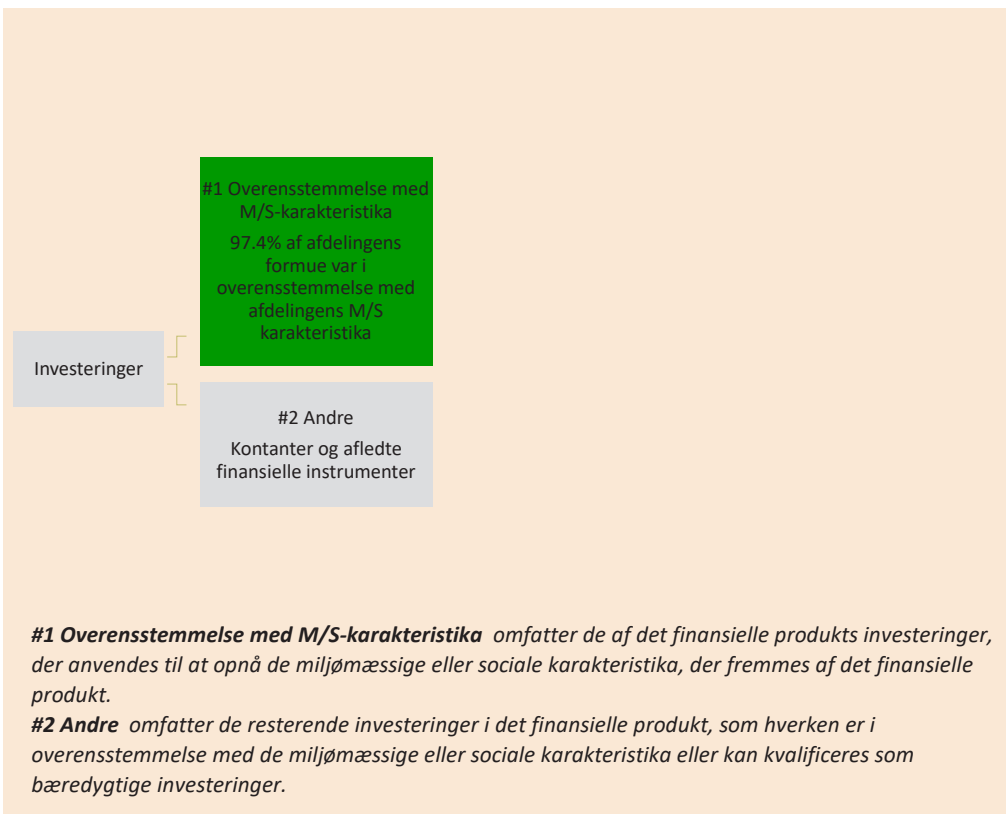 #1 Overensstemmelse med
M/S-karakteristika
97.4% af afdelingens
formue var i
overensstemmelse med
afdelingens M/S
karakteristika
Investeringer
#2 Andre
Kontanter og afledte
finansielle instrumenter
#1 Overensstemmelse med M/S-karakteristika omfatter de af det finansielle produkts investeringer,
der anvendes til at opnå de miljømæssige eller sociale karakteristika, der fremmes af det finansielle
produkt.
#2 Andre omfatter de resterende investeringer i det finansielle produkt, som hverken er i
overensstemmelse med de miljømæssige eller sociale karakteristika eller kan kvalificeres som
bæredygtige investeringer.